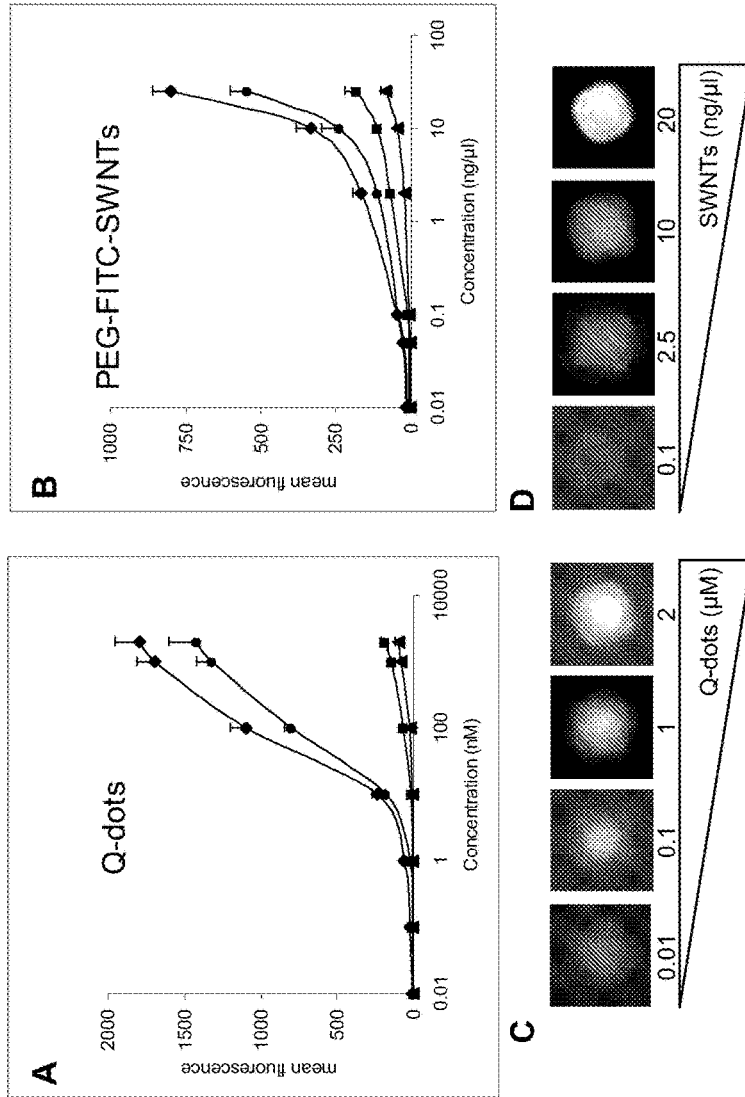 A
Q-dots
mean fluorescence
2000
1500
1000
500
0
0.01
1
100
10000
Concentration (nM)
B
PEG-FITC-SWNTs
mean fluorescence
1000
750
500
250
0
0.01
0.1
1
10
100
Concentration (ng/µl)
C
0.01
0.1
1
2
Q-dots (µM)
D
0.1
2.5
10
20
SWNTs (ng/µl)